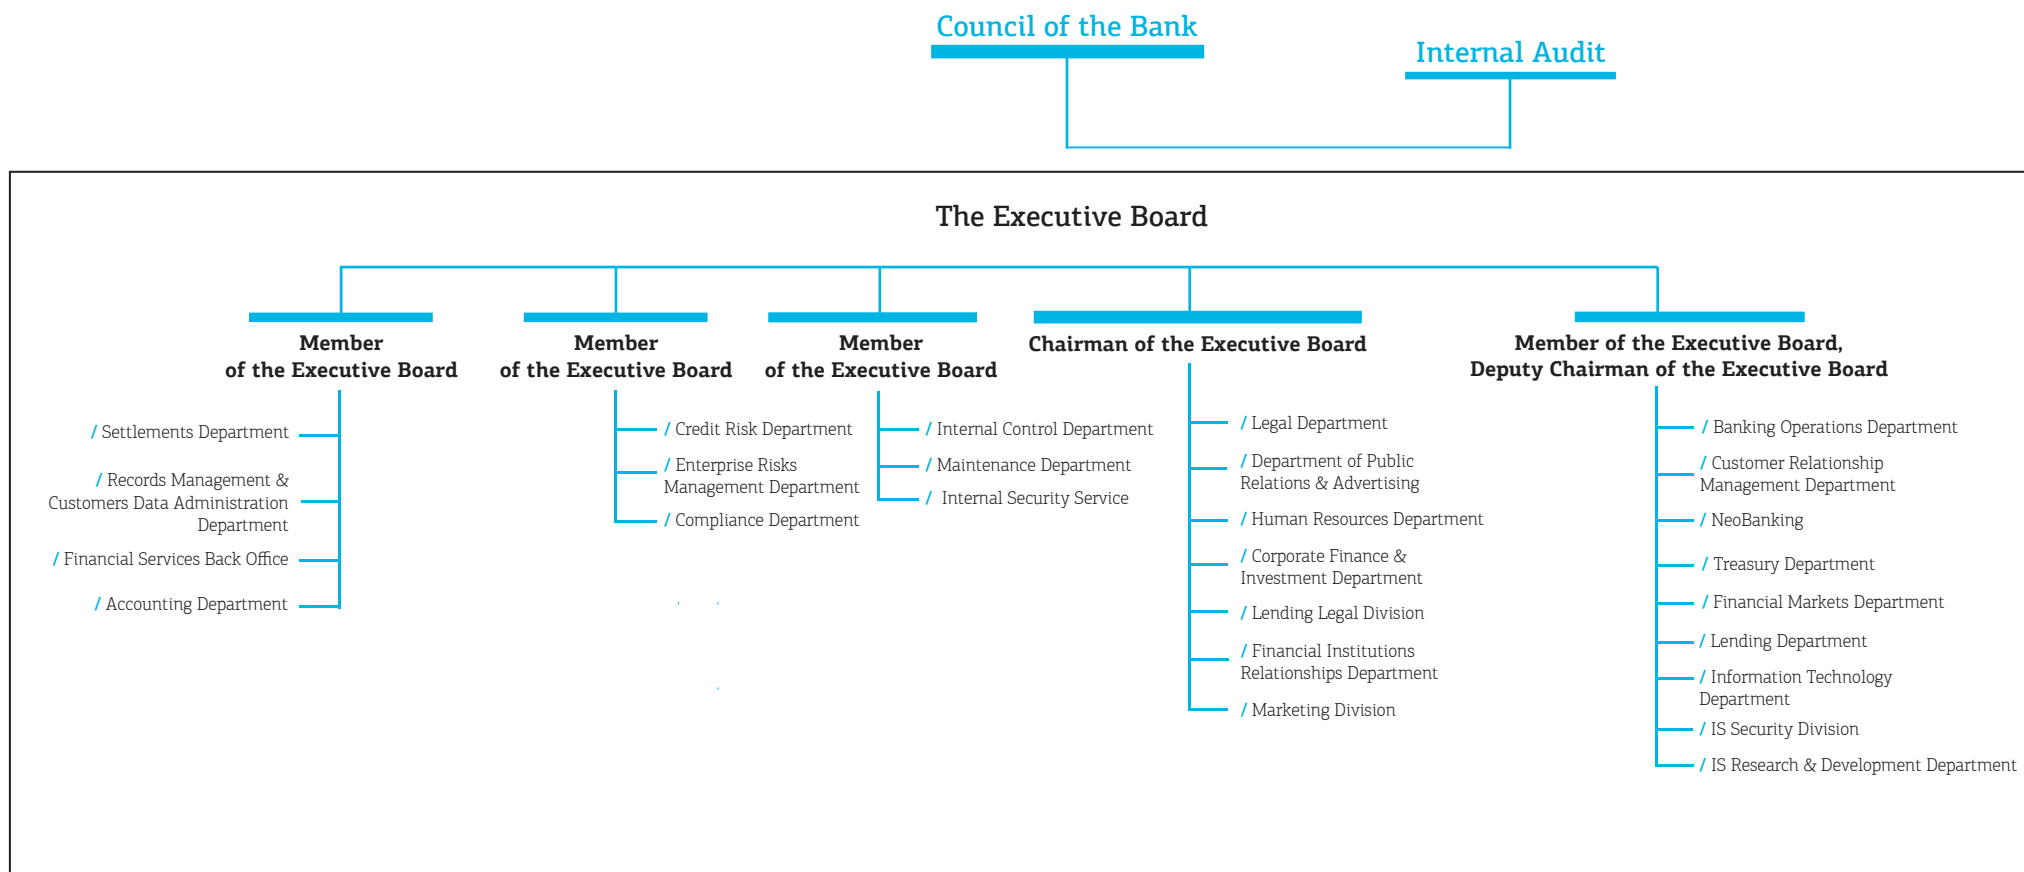 Council of the Bank
Internal Audit
The Executive Board
Member
of the Executive Board
/ Settlements Department
/ Records Management &
Customers Data Administration
Department
/ Financial Services Back Office
/ Accounting Department
Member
of the Executive Board
/ Credit Risk Department
/ Enterprise Risks
Management Department
/ Compliance Department
Member
of the Executive Board
/ Internal Control Department
/ Maintenance Department
/ Internal Security Service
Chairman of the Executive Board
/ Legal Department
/ Department of Public
Relations & Advertising
/ Human Resources Department
/ Corporate Finance &
Investment Department
/ Lending Legal Division
/ Financial Institutions
Relationships Department
/ Marketing Division
Member of the Executive Board,
Deputy Chairman of the Executive Board
/ Banking Operations Department
/ Customer Relationship
Management Department
/ NeoBanking
/ Treasury Department
/ Financial Markets Department
/ Lending Department
/ Information Technology
Department
/ IS Security Division
/ IS Research & Development Department